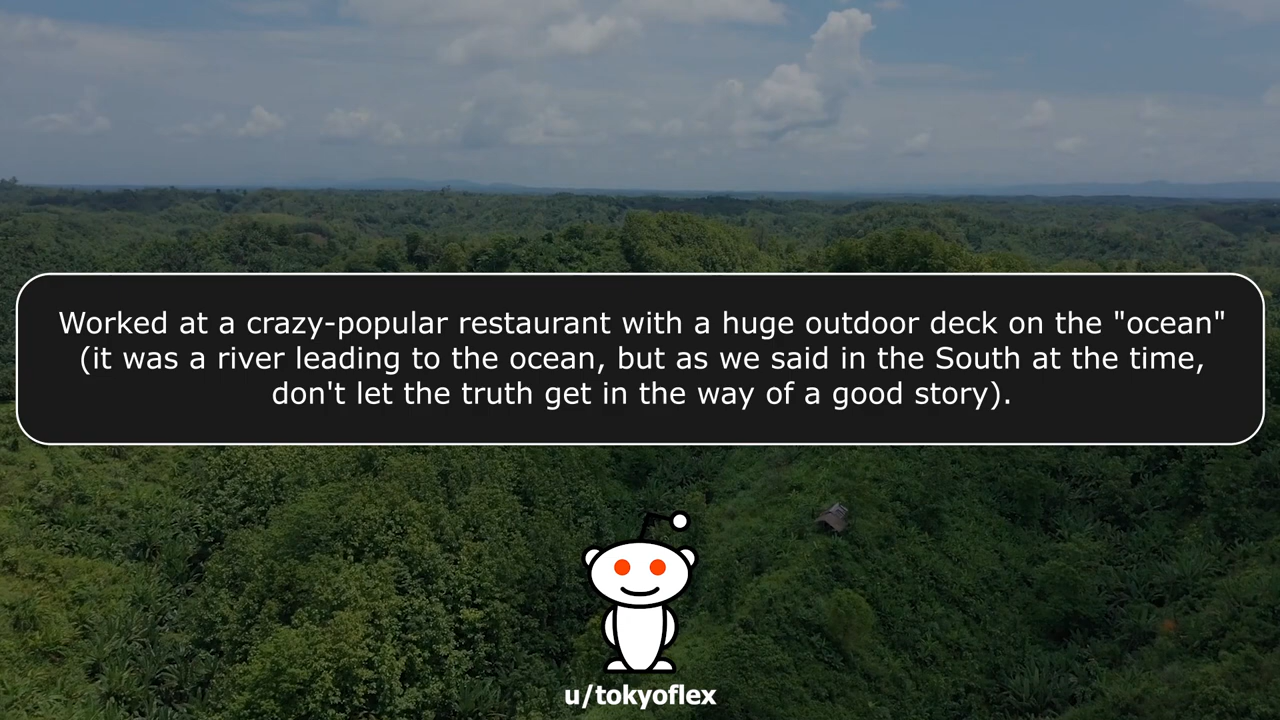 Worked at a crazy-popular restaurant with a huge outdoor deck on the "ocean"
(it was a river leading to the ocean, but as we said in the South at the time,
don't let the truth get in the way of a good story).
u/tokyoflex